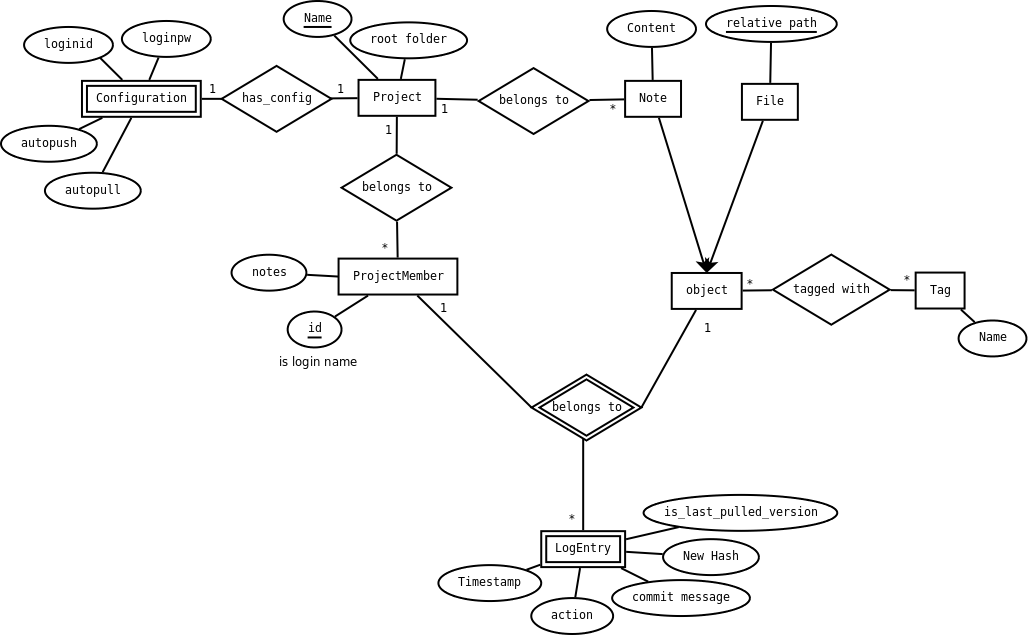 Name
relative path
Content
loginid
loginpw
root folder
1
1
Configuration
has_config
Project
belongs to
Note
File
1
*
1
autopush
autopull
belongs to
*
notes
ProjectMember
object
*
tagged with
*
Tag
1
id
1
Name
is login name
belongs to
*
is_last_pulled_version
LogEntry
New Hash
Timestamp
commit message
action